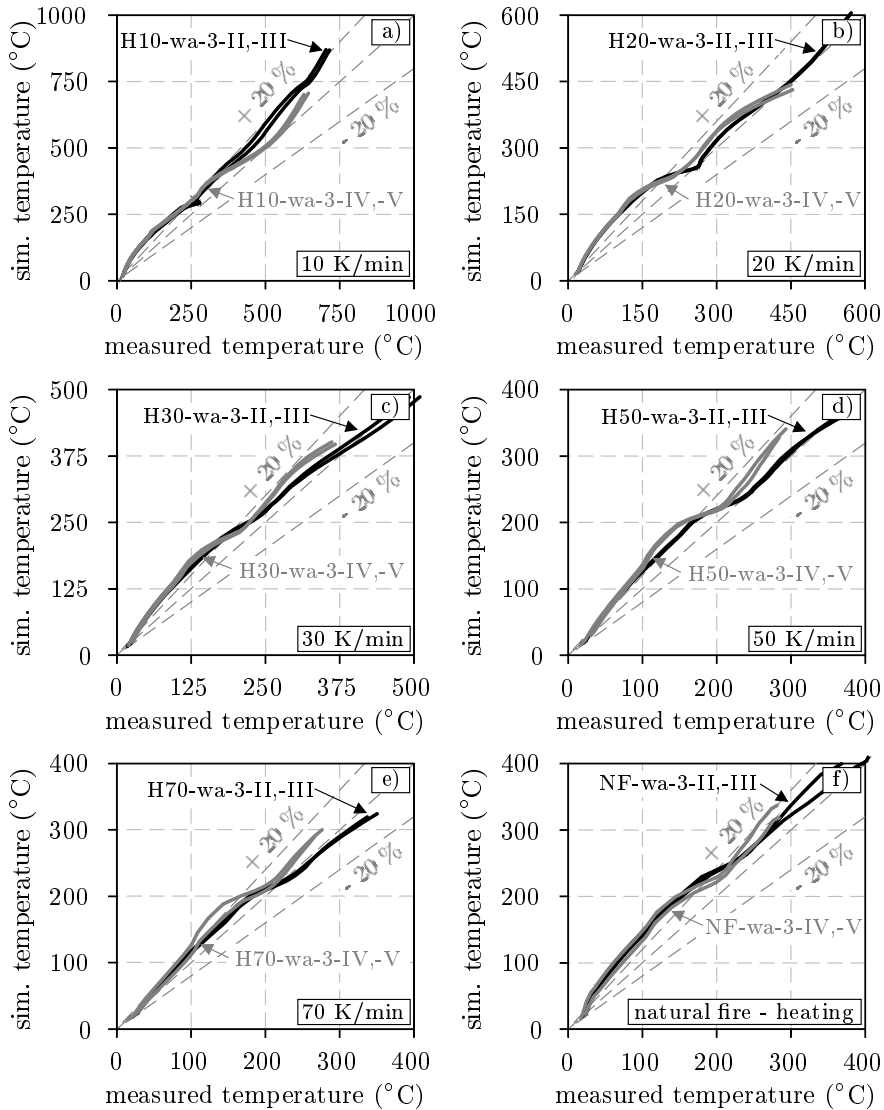 1000
750
500
250
0
sim. temperature (°C)
H10-wa-3-II,-III
a)
+ 20 %
- 20 %
H10-wa-3-IV,-V
10 K/min
0 250 500 750 1000
measured temperature (°C)
600
450
300
150
0
sim. temperature (°C)
H20-wa-3-II,-III
b)
+ 20 %
- 20 %
H20-wa-3-IV,-V
20 K/min
0 150 300 450 600
measured temperature (°C)
500
375
250
125
0
sim. temperature (°C)
H30-wa-3-II,-III
c)
+ 20 %
- 20 %
H30-wa-3-IV,-V
30 K/min
0 125 250 375 500
measured temperature (°C)
400
300
200
100
0
sim. temperature (°C)
H50-wa-3-II,-III
d)
+ 20 %
- 20 %
H50-wa-3-IV,-V
50 K/min
0 100 200 300 400
measured temperature (°C)
400
300
200
100
0
sim. temperature (°C)
H70-wa-3-II,-III
e)
+ 20 %
- 20 %
H70-wa-3-IV,-V
70 K/min
0 100 200 300 400
measured temperature (°C)
400
300
200
100
0
sim. temperature (°C)
NF-wa-3-II,-III
f)
+ 20 %
- 20 %
NF-wa-3-IV,-V
natural fire - heating
0 100 200 300 400
measured temperature (°C)